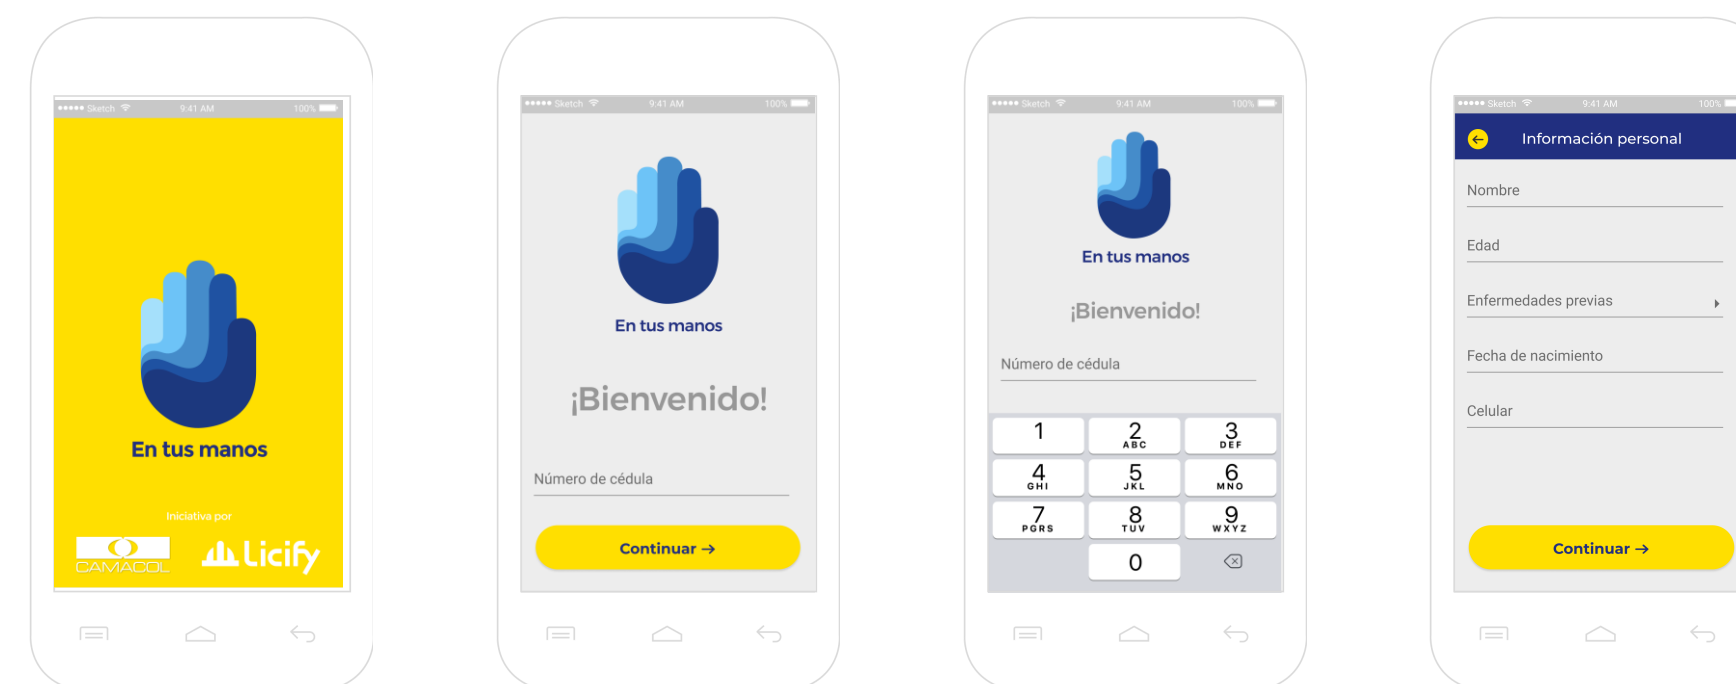 Sketch 9:41 AM 100%
En tus manos
Iniciativa por
CAMACOL Licify
Sketch 9:41 AM 100%
En tus manos
¡Bienvenido!
Número de cédula
Continuar →
Sketch 9:41 AM 100%
En tus manos
¡Bienvenido!
Número de cédula
1 2 3
ABC DEF
4 5 6
GHI JKL MNO
7 8 9
PGRS TUV WXYZ
0
Sketch 9:41 AM 100%
Información personal
Nombre
Edad
Enfermedades previas
Fecha de nacimiento
Celular
Continuar →